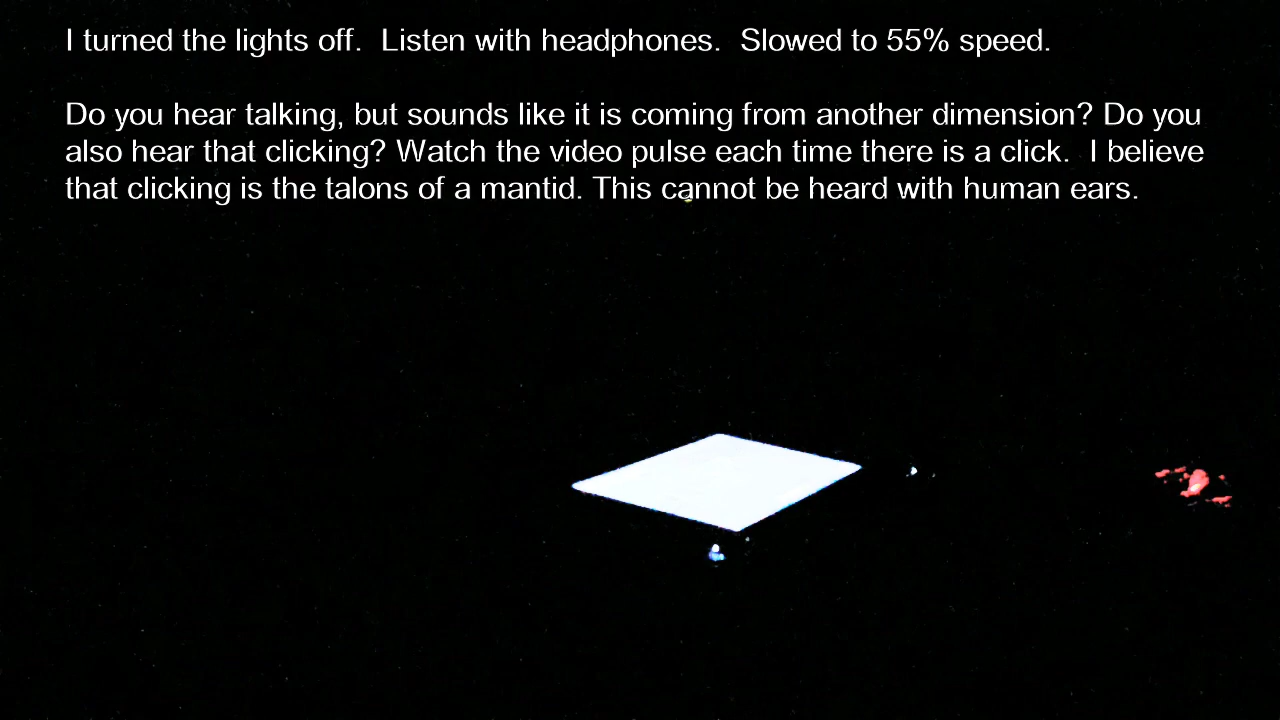 I turned the lights off.  Listen with headphones.  Slowed to 55% speed.
Do you hear talking, but sounds like it is coming from another dimension? Do you
also hear that clicking? Watch the video pulse each time there is a click.  I believe
that clicking is the talons of a mantid. This cannot be heard with human ears.